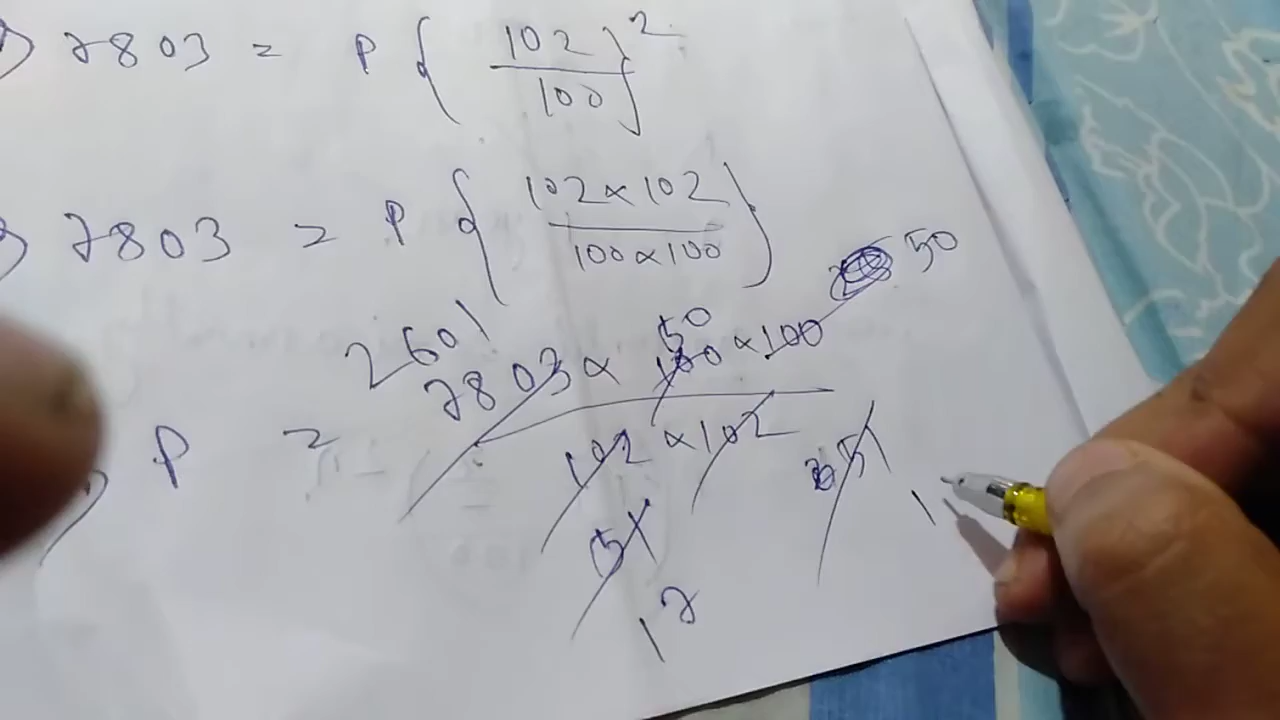 ⇒ 7803 = P { 102 / 100 }²
⇒ 7803 = P { 102 × 102 / 100 × 100 }
2601 50 50
⇒ P = 7803 × 100 × 100 / 102 × 102
51 51
17 1